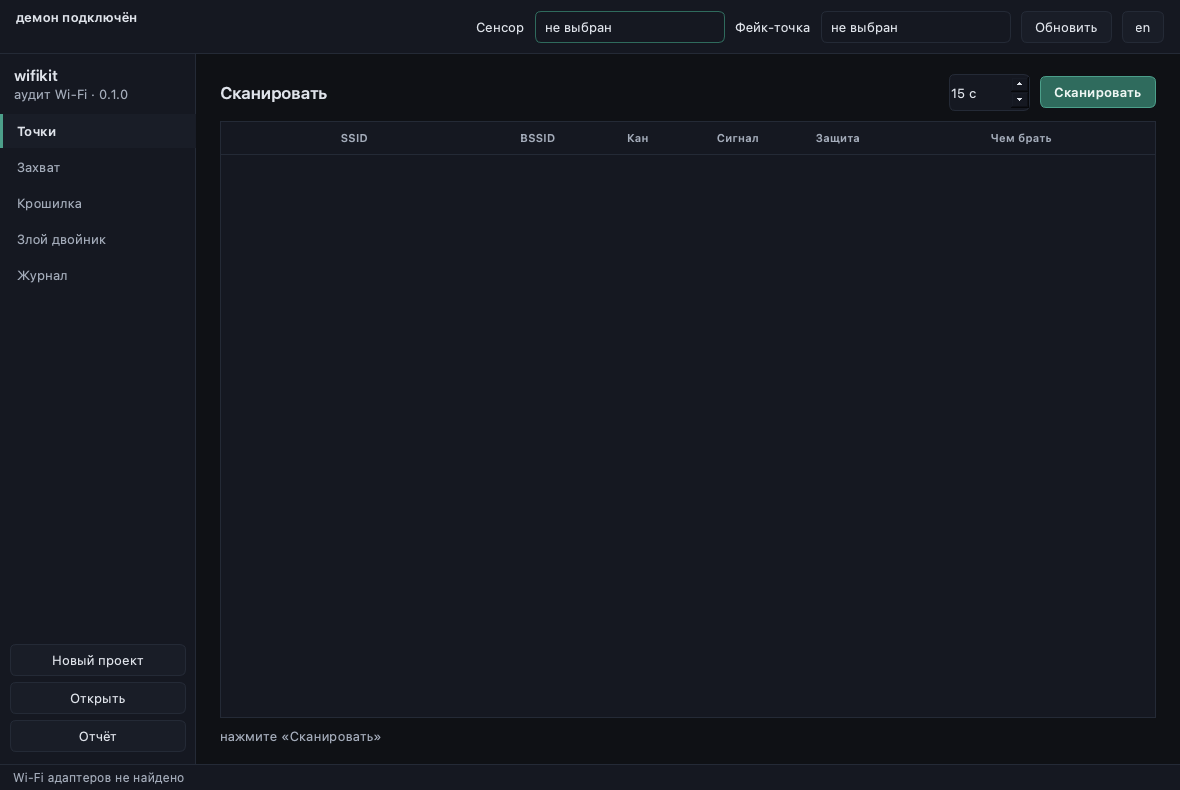 демон подключён
Сенсор не выбран Фейк-точка не выбран Обновить en
wifikit
аудит Wi-Fi · 0.1.0
Точки
Захват
Крошилка
Злой двойник
Журнал
Новый проект
Открыть
Отчёт
Сканировать 15 с Сканировать
SSID BSSID Кан Сигнал Защита Чем брать
нажмите «Сканировать»
Wi-Fi адаптеров не найдено